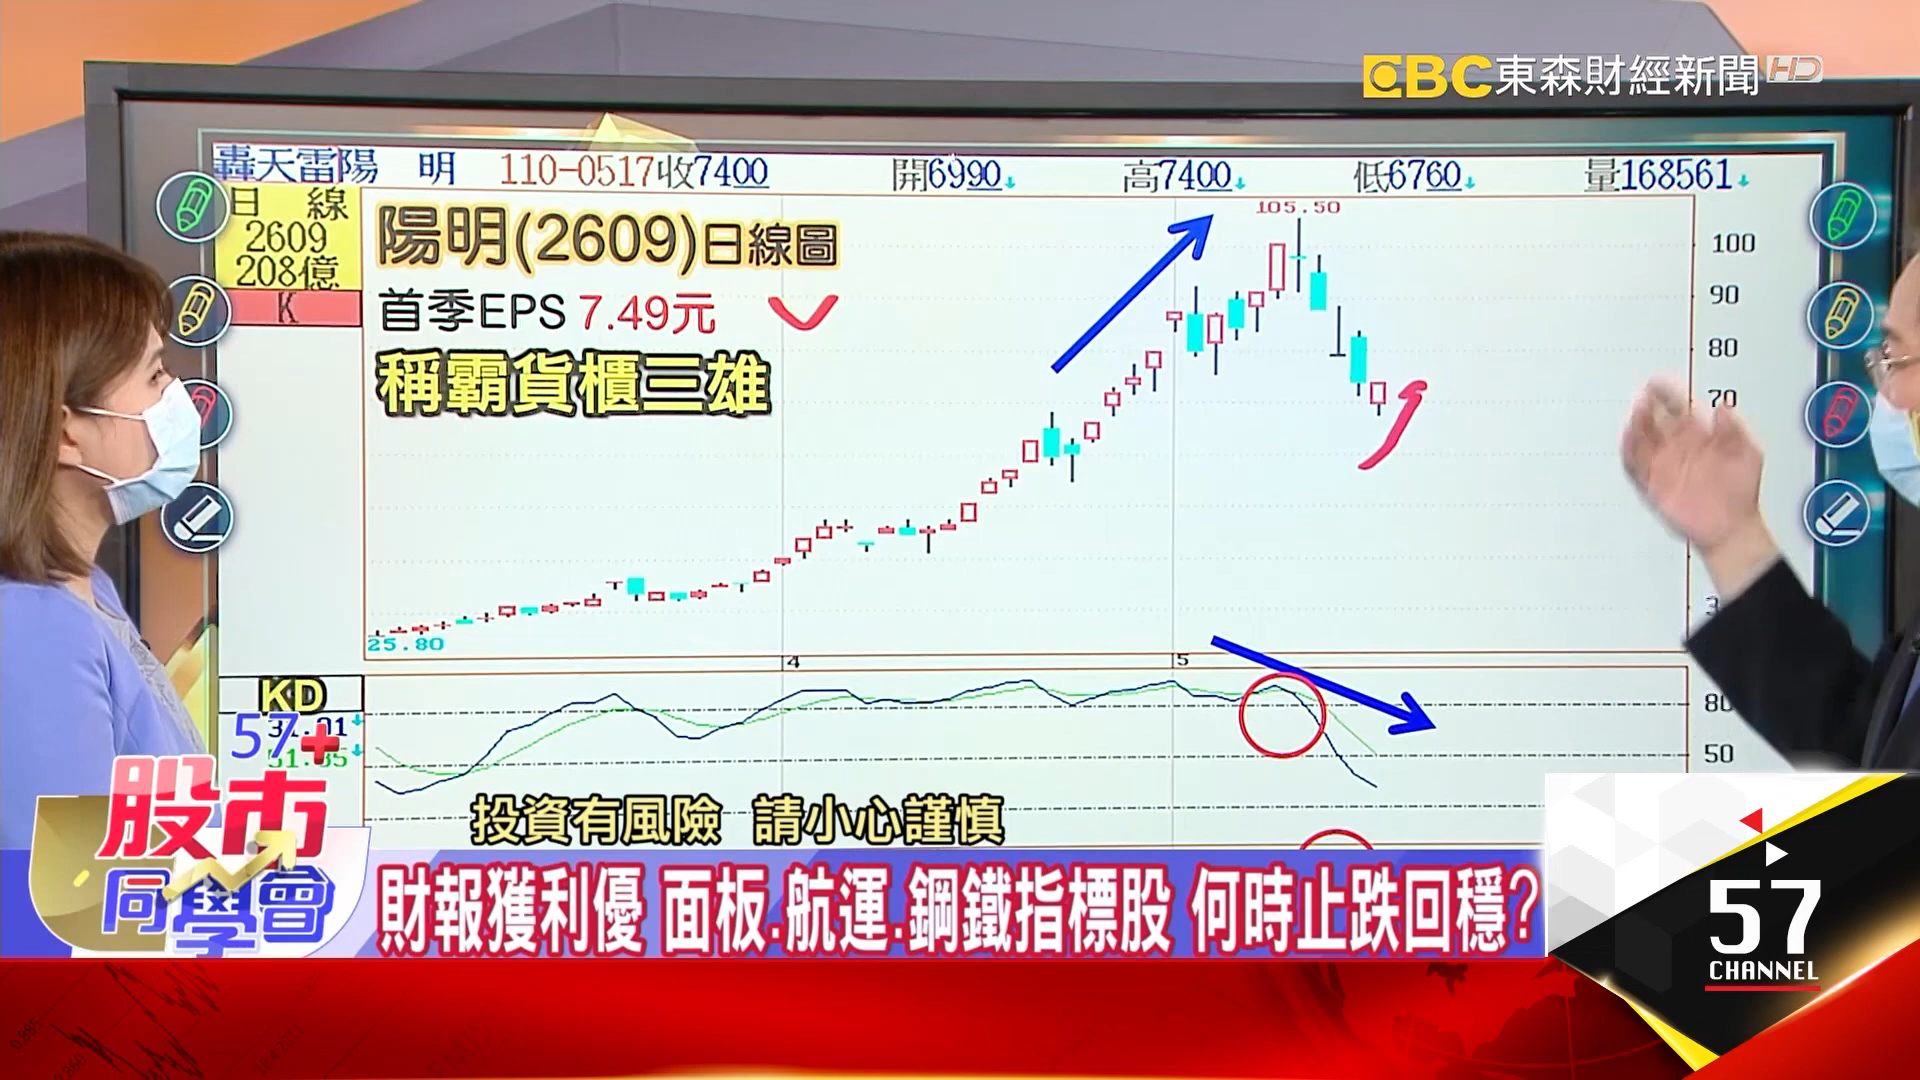 EBC東森財經新聞HD
轟天雷陽 明 110-0517收7400 開6990↓ 高7400↓ 低6760↓ 量168561↓
日 線
2609
208億
K
陽明(2609)日線圖
首季EPS 7.49元
稱霸貨櫃三雄
105.50
100
90
80
70
25.80
4
5
KD
80
50
57+
股市
同學會
投資有風險 請小心謹慎
財報獲利優 面板.航運.鋼鐵指標股 何時止跌回穩?
57
CHANNEL